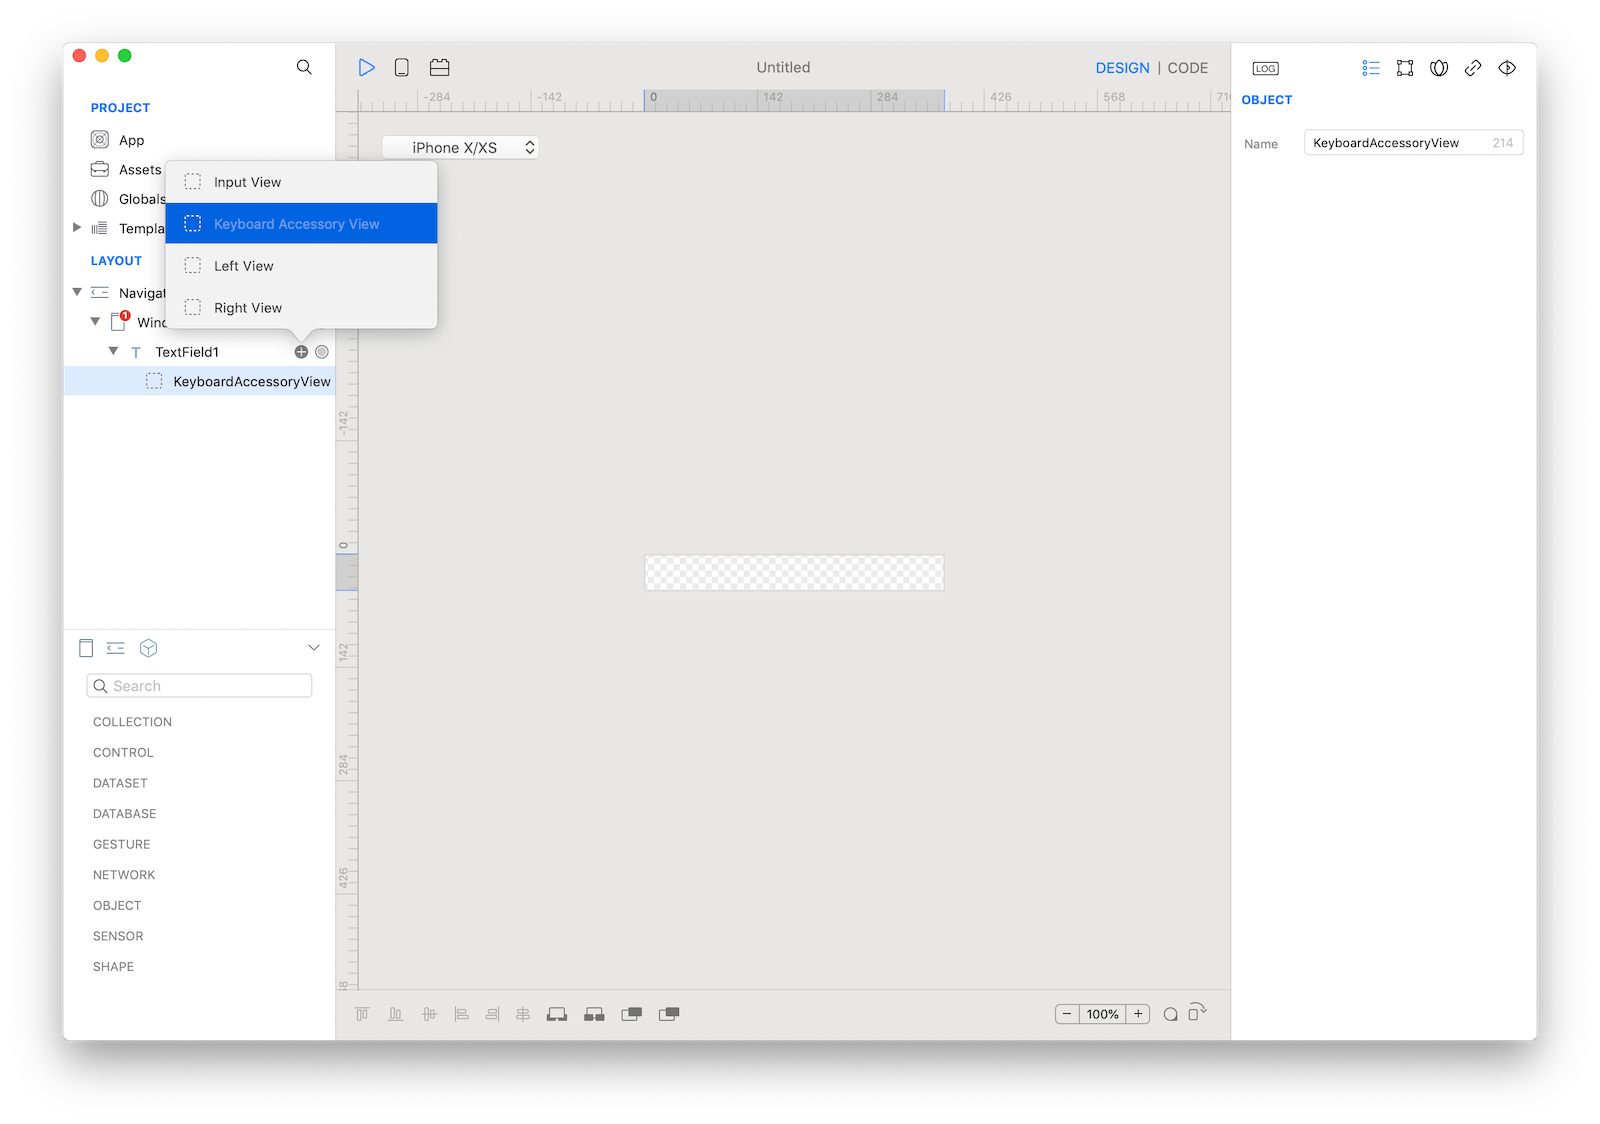 Untitled
DESIGN | CODE
LOG
PROJECT
App
Assets
Globals
Templa
LAYOUT
Navigat
1
Winc
TextField1
KeyboardAccessoryView
Input View
Keyboard Accessory View
Left View
Right View
-284 -142 0 142 284 426 568 710
iPhone X/XS
-142
0
142
284
426
OBJECT
Name KeyboardAccessoryView 214
Search
COLLECTION
CONTROL
DATASET
DATABASE
GESTURE
NETWORK
OBJECT
SENSOR
SHAPE
− 100% +